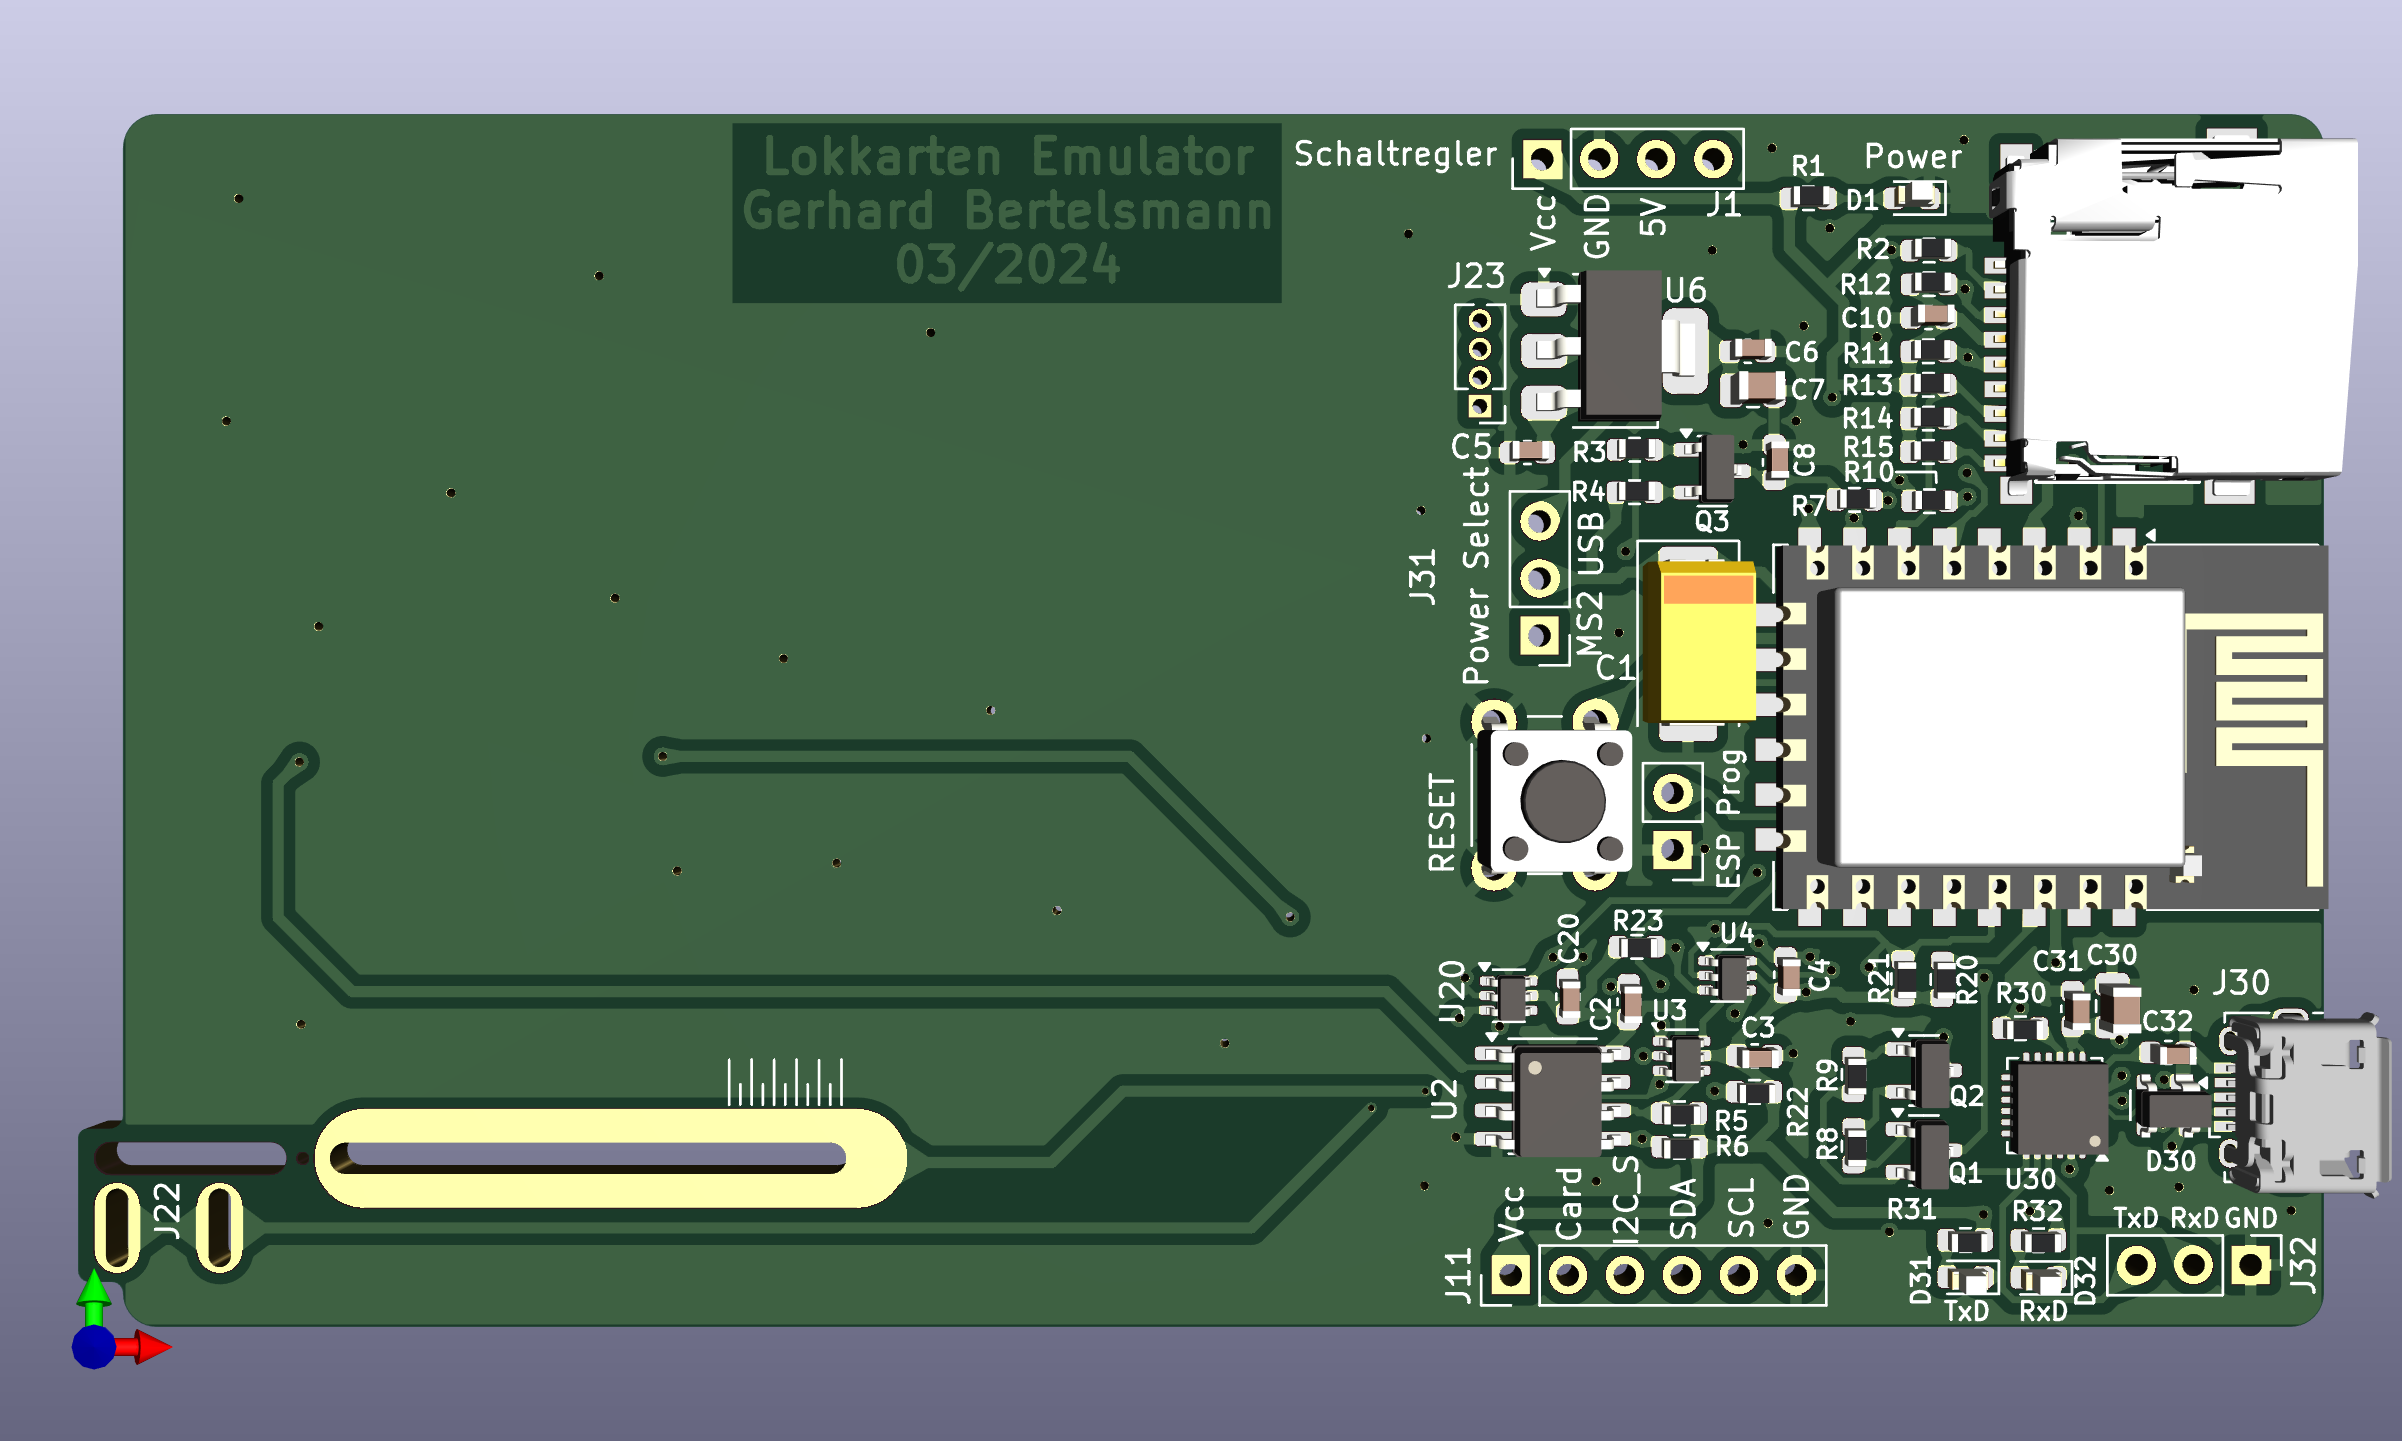 Lokkarten Emulator
Gerhard Bertelsmann
03/2024
Schaltregler
Vcc
GND
5V
J1
R1
Power
D1
R2
R12
C10
R11
R13
R14
R15
R10
R7
J23
U6
C6
C7
C5
R3
R4
Q3
C8
Power Select
J31
MS2 USB
C1
RESET
ESP Prog
J20
C20
R23
U4
C4
C2
U3
C3
U2
R5
R6
R22
R21
R20
R9
R8
Q2
Q1
R30
C31
C30
J30
C32
D30
U30
R31
R32
D31
D32
TxD
RxD
TxD
RxD
GND
J32
J11
Vcc
Card
I2C_S
SDA
SCL
GND
J22